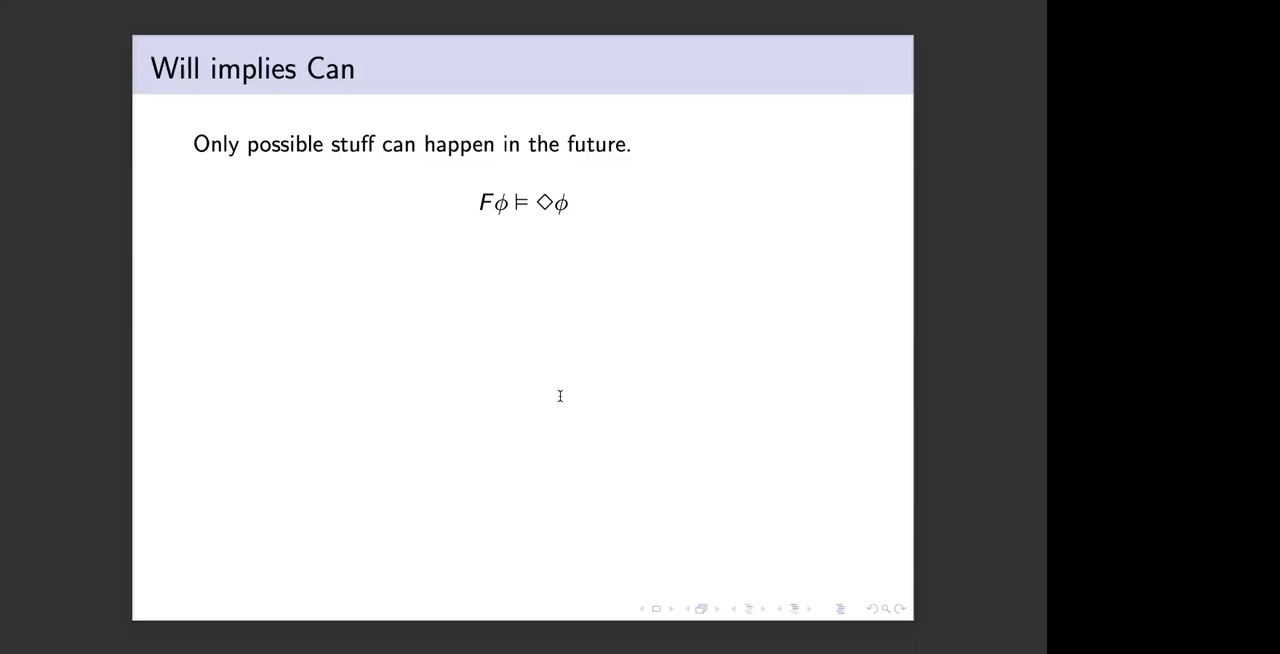 Will implies Can
Only possible stuff can happen in the future.
Fϕ ⊨ ◇ϕ